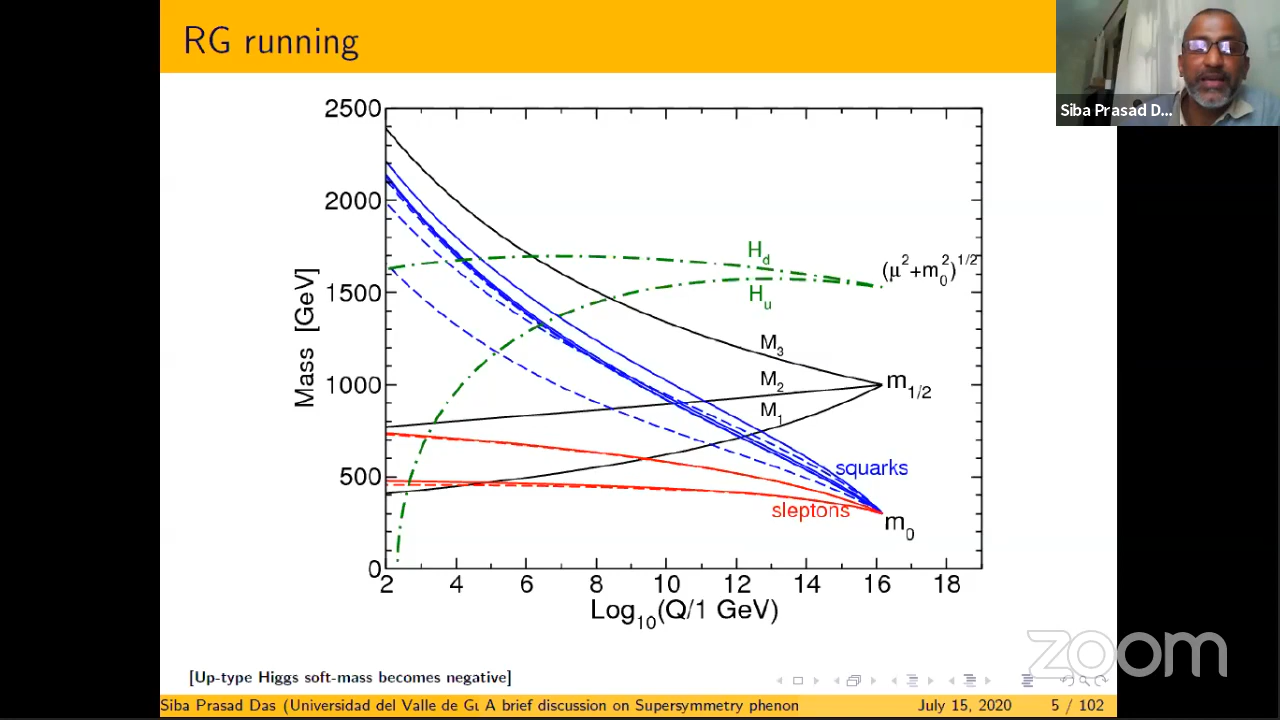 RG running
Siba Prasad D...
2500
2000
1500
1000
500
0
Mass [GeV]
H_d
H_u
(μ²+m₀²)^1/2
M_3
M_2
M_1
m_1/2
squarks
sleptons
m_0
2 4 6 8 10 12 14 16 18
Log_10(Q/1 GeV)
zoom
[Up-type Higgs soft-mass becomes negative]
Siba Prasad Das (Universidad del Valle de Gu A brief discussion on Supersymmetry phenon July 15, 2020 5 / 102